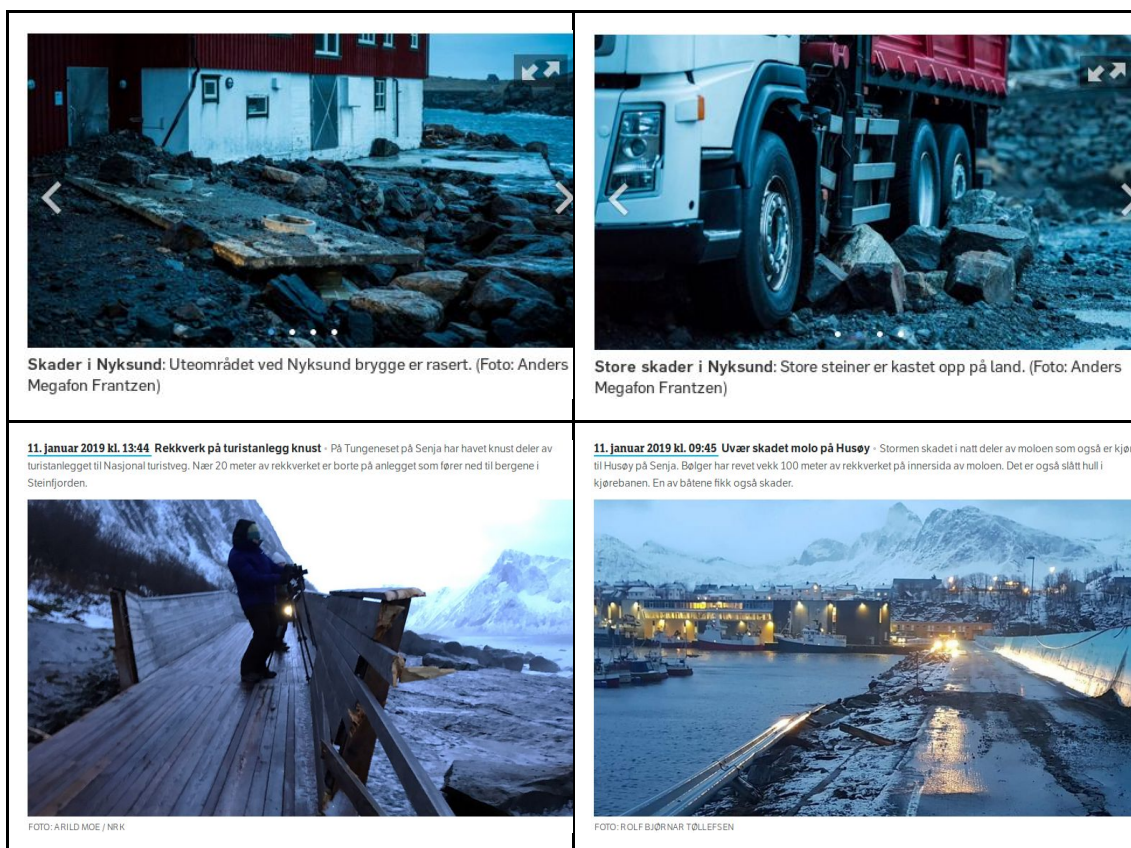 Skader i Nyksund: Uteområdet ved Nyksund brygge er rasert. (Foto: Anders
Megafon Frantzen)
Store skader i Nyksund: Store steiner er kastet opp på land. (Foto: Anders
Megafon Frantzen)
11. januar 2019 kl. 13:44 Rekkverk på turistanlegg knust - På Tungeneset på Senja har havet knust deler av
turistanlegget til Nasjonal turistveg. Nær 20 meter av rekkverket er borte på anlegget som fører ned til bergene i
Steinfjorden.
FOTO: ARILD MOE / NRK
11. januar 2019 kl. 09:45 Uvær skadet molo på Husøy - Stormen skadet i natt deler av moloen som også er
til Husøy på Senja. Bølger har revet vekk 100 meter av rekkverket på innersida av moloen. Det er også slått hull i
kjørebanen. En av båtene fikk også skader.
FOTO: ROLF BJØRNAR TØLLEFSEN